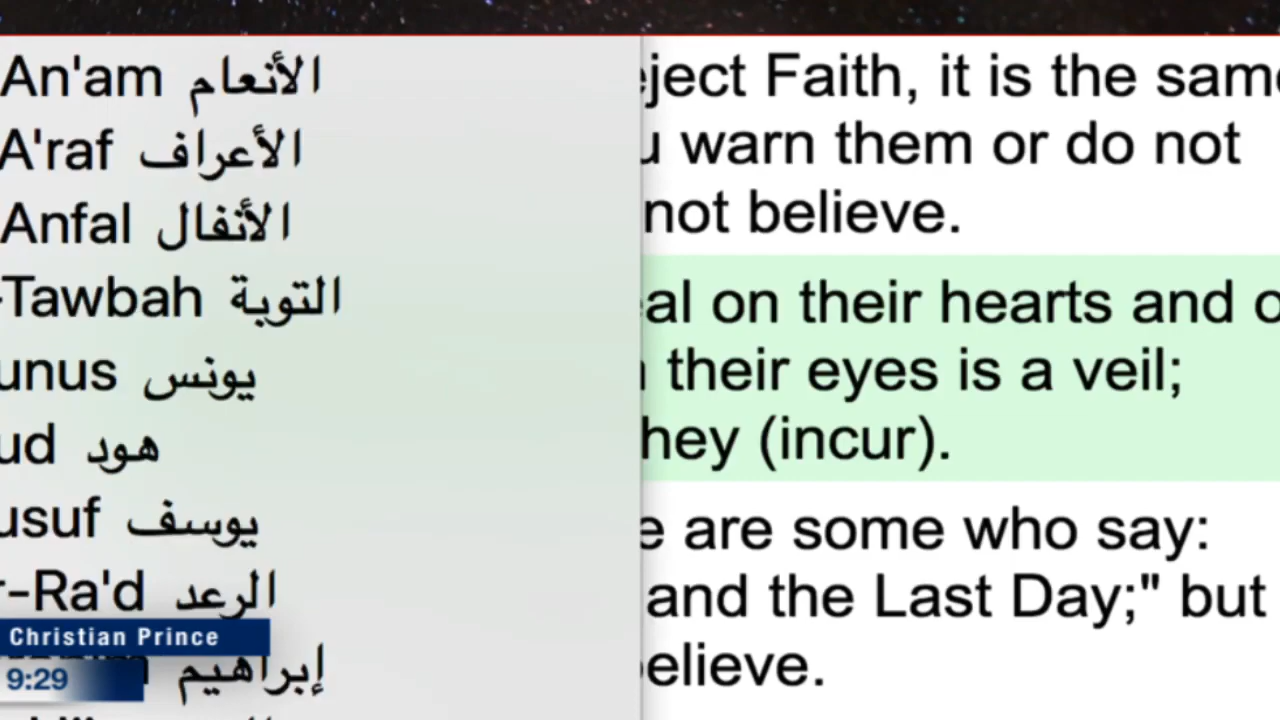 An'am الأنعام
A'raf الأعراف
Anfal الأنفال
-Tawbah التوبة
unus يونس
ud هود
usuf يوسف
r-Ra'd الرعد
Christian Prince
إبراهيم
9:29
eject Faith, it is the same
u warn them or do not
not believe.
eal on their hearts and o
their eyes is a veil;
hey (incur).
e are some who say:
and the Last Day;" but
believe.